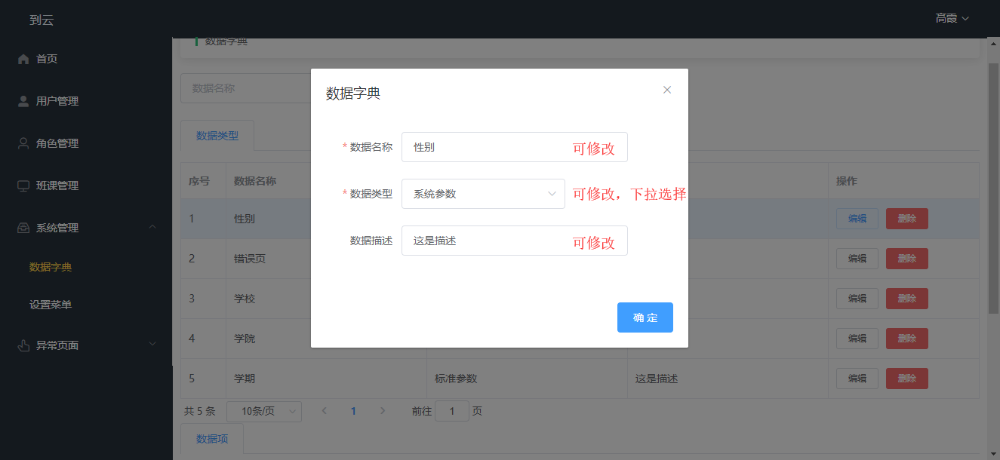 到云
高霞
首页
用户管理
角色管理
班课管理
系统管理
数据字典
设置菜单
异常页面
数据字典
数据名称
数据类型
序号 数据名称 操作
1 性别 编辑 删除
2 错误页 编辑 删除
3 学校 编辑 删除
4 学院 编辑 删除
5 学期 标准参数 这是描述 编辑 删除
共 5 条 10条/页 1 前往 1 页
数据项
数据字典
* 数据名称 性别 可修改
* 数据类型 系统参数 可修改，下拉选择
数据描述 这是描述 可修改
确 定